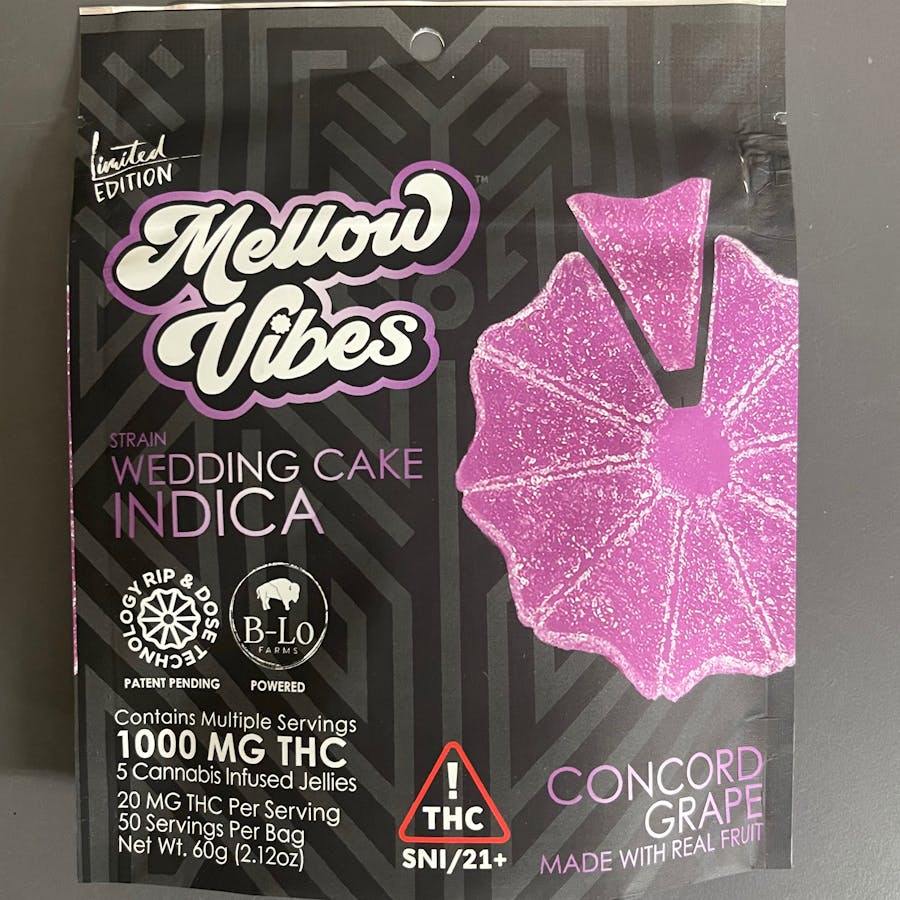 Limited
EDITION
Mellow
Vibes
TM
STRAIN
WEDDING CAKE
INDICA
RIP & DOSE TECHNOLOGY
PATENT PENDING
B-LO
FARMS
POWERED
Contains Multiple Servings
1000 MG THC
5 Cannabis Infused Jellies
20 MG THC Per Serving
50 Servings Per Bag
Net Wt. 60g (2.12oz)
!
THC
SNI/21+
CONCORD
GRAPE
MADE WITH REAL FRUIT